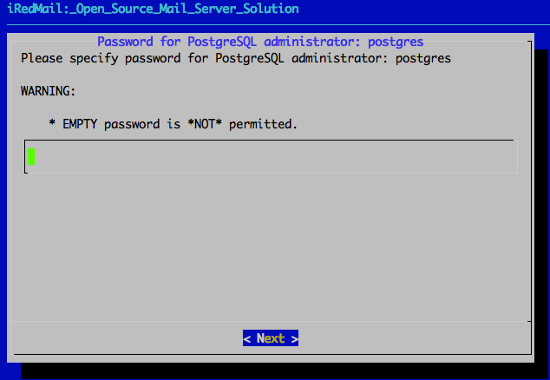 iRedMail:_Open_Source_Mail_Server_Solution
Password for PostgreSQL administrator: postgres
Please specify password for PostgreSQL administrator: postgres
WARNING:
* EMPTY password is *NOT* permitted.
< Next >